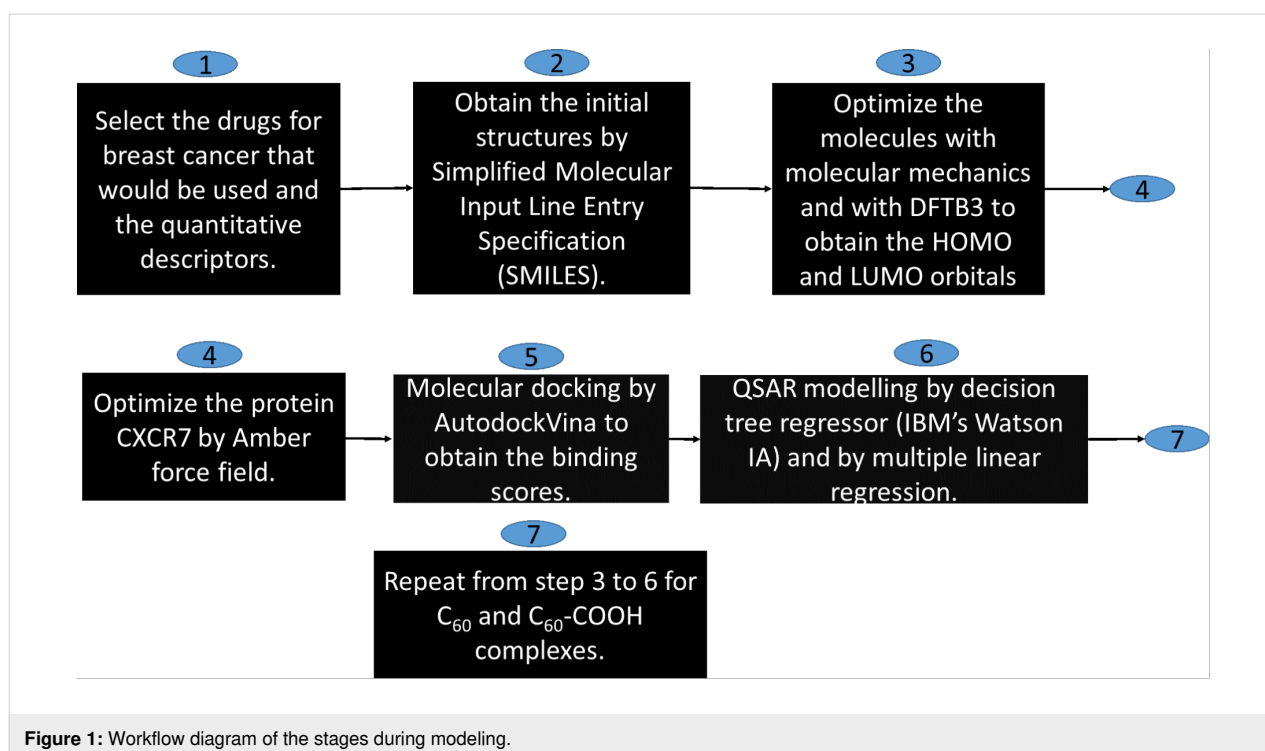 1
Select the drugs for
breast cancer that
would be used and
the quantitative
descriptors.
2
Obtain the initial
structures by
Simplified Molecular
Input Line Entry
Specification
(SMILES).
3
Optimize the
molecules with
molecular mechanics
and with DFTB3 to
obtain the HOMO
and LUMO orbitals
4
4
Optimize the protein
CXCR7 by Amber
force field.
5
Molecular docking by
AutodockVina to
obtain the binding
scores.
6
QSAR modelling by decision
tree regressor (IBM’s Watson
IA) and by multiple linear
regression.
7
7
Repeat from step 3 to 6 for
C₆₀ and C₆₀-COOH
complexes.
Figure 1: Workflow diagram of the stages during modeling.